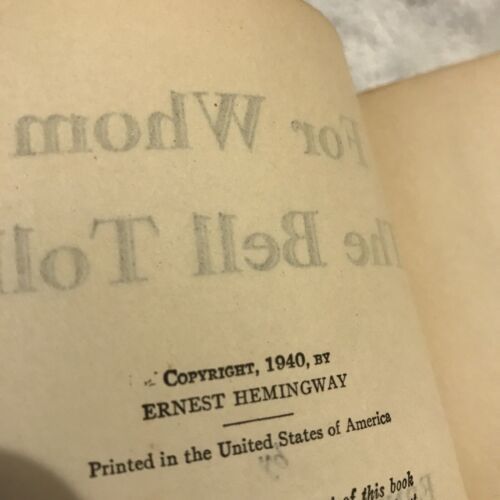 For Whom
The Bell Toll
by
COPYRIGHT, 1940, BY
ERNEST HEMINGWAY
Printed in the United States of America
of this book